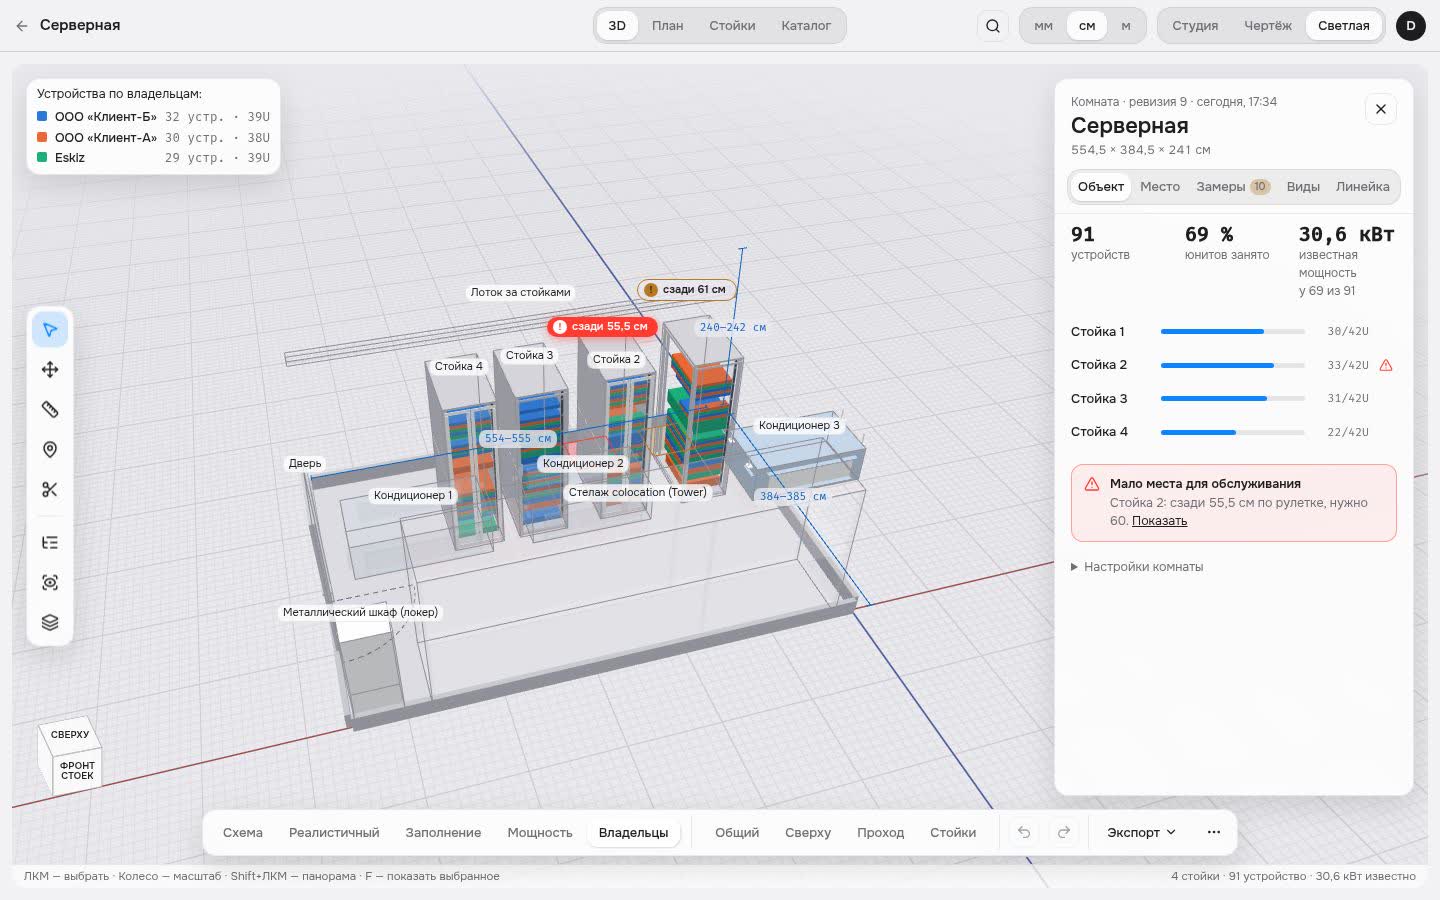 Серверная
3D
План
Стойки
Каталог
мм
см
м
Студия
Чертёж
Светлая
D
Устройства по владельцам:
ООО «Клиент-Б» 32 устр. · 39U
ООО «Клиент-А» 30 устр. · 38U
Eskiz 29 устр. · 39U
Комната · ревизия 9 · сегодня, 17:34
Серверная
554,5 × 384,5 × 241 см
Объект
Место
Замеры 10
Виды
Линейка
91
устройств
69 %
юнитов занято
30,6 кВт
известная
мощность
у 69 из 91
Стойка 1 30/42U
Стойка 2 33/42U
Стойка 3 31/42U
Стойка 4 22/42U
Мало места для обслуживания
Стойка 2: сзади 55,5 см по рулетке, нужно
60. Показать
Настройки комнаты
Лоток за стойками
! сзади 61 см
! сзади 55,5 см
240–242 см
Стойка 4
Стойка 3
Стойка 2
Кондиционер 3
554–555 см
Дверь
Кондиционер 2
Кондиционер 1
Стелаж colocation (Tower)
384–385 см
Металлический шкаф (локер)
СВЕРХУ
ФРОНТ
СТОЕК
Схема
Реалистичный
Заполнение
Мощность
Владельцы
Общий
Сверху
Проход
Стойки
Экспорт
ЛКМ — выбрать · Колесо — масштаб · Shift+ЛКМ — панорама · F — показать выбранное
4 стойки · 91 устройство · 30,6 кВт известно